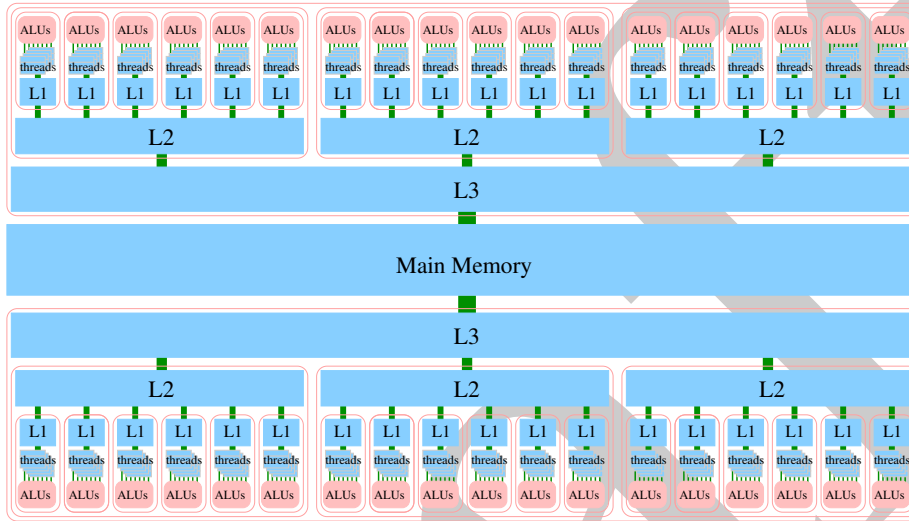 ALUs ALUs ALUs ALUs ALUs ALUs ALUs ALUs ALUs ALUs ALUs ALUs ALUs ALUs ALUs ALUs ALUs ALUs
threads threads threads threads threads threads threads threads threads threads threads threads threads threads threads threads threads threads
L1 L1 L1 L1 L1 L1 L1 L1 L1 L1 L1 L1 L1 L1 L1 L1 L1 L1
L2 L2 L2
L3
Main Memory
L3
L2 L2 L2
L1 L1 L1 L1 L1 L1 L1 L1 L1 L1 L1 L1 L1 L1 L1 L1 L1 L1
threads threads threads threads threads threads threads threads threads threads threads threads threads threads threads threads threads threads
ALUs ALUs ALUs ALUs ALUs ALUs ALUs ALUs ALUs ALUs ALUs ALUs ALUs ALUs ALUs ALUs ALUs ALUs